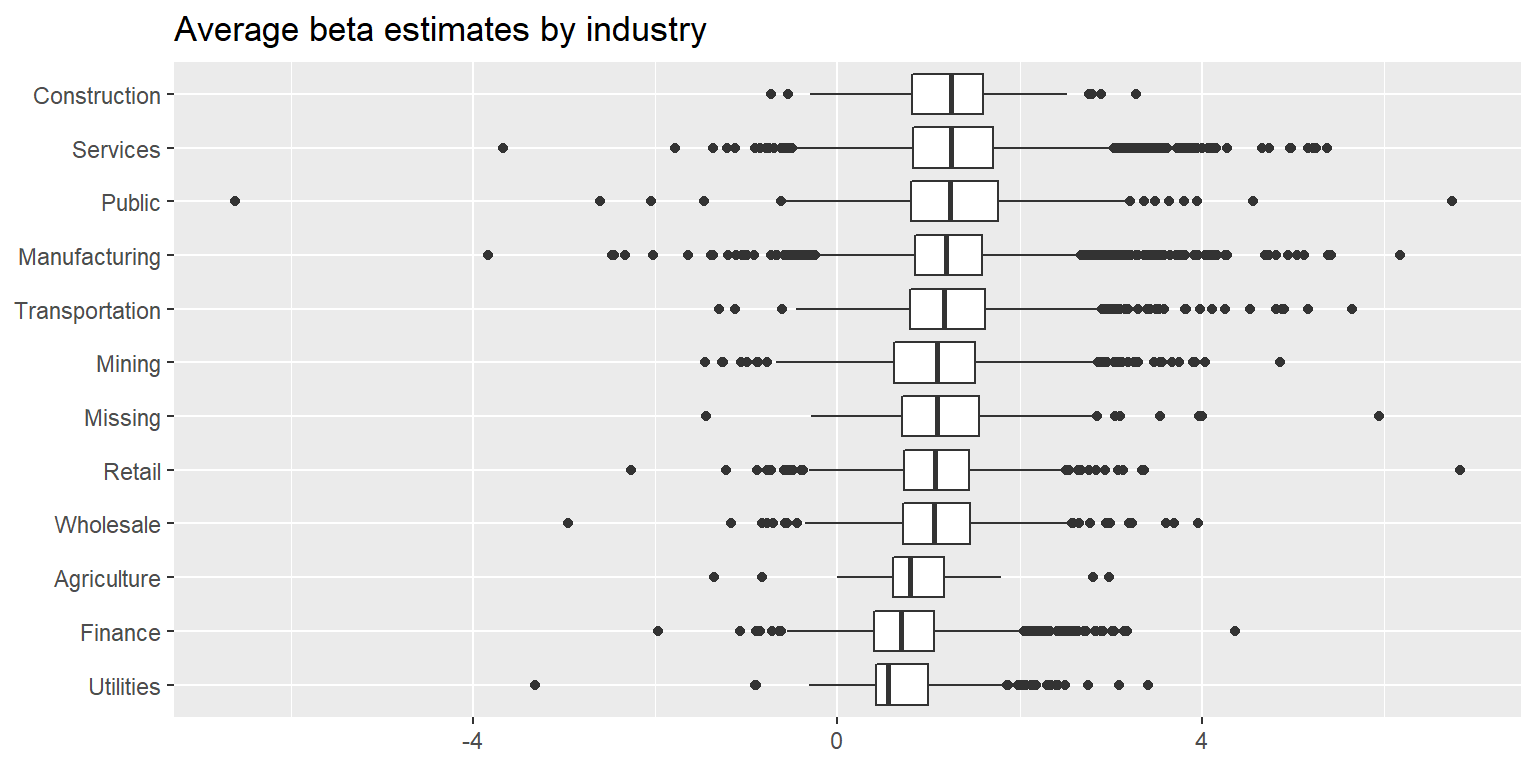 Average beta estimates by industry
Construction
Services
Public
Manufacturing
Transportation
Mining
Missing
Retail
Wholesale
Agriculture
Finance
Utilities
-4 0 4